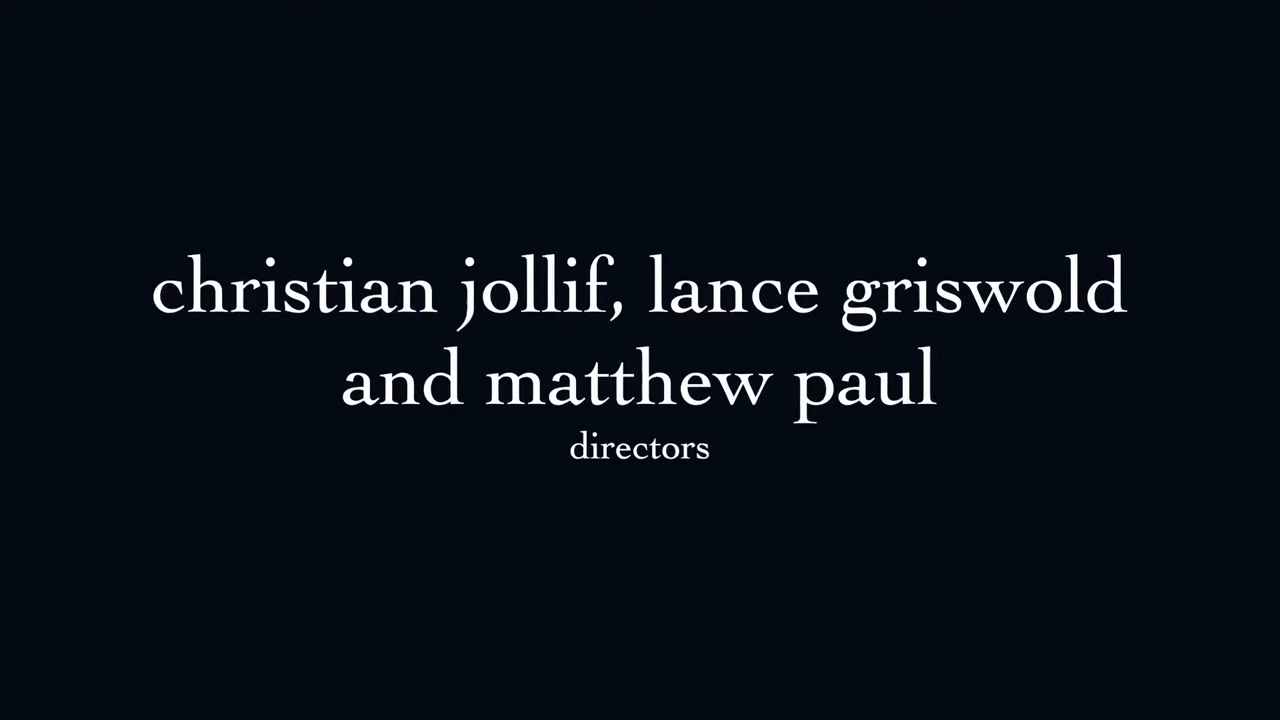 christian jollif, lance griswold
and matthew paul
directors